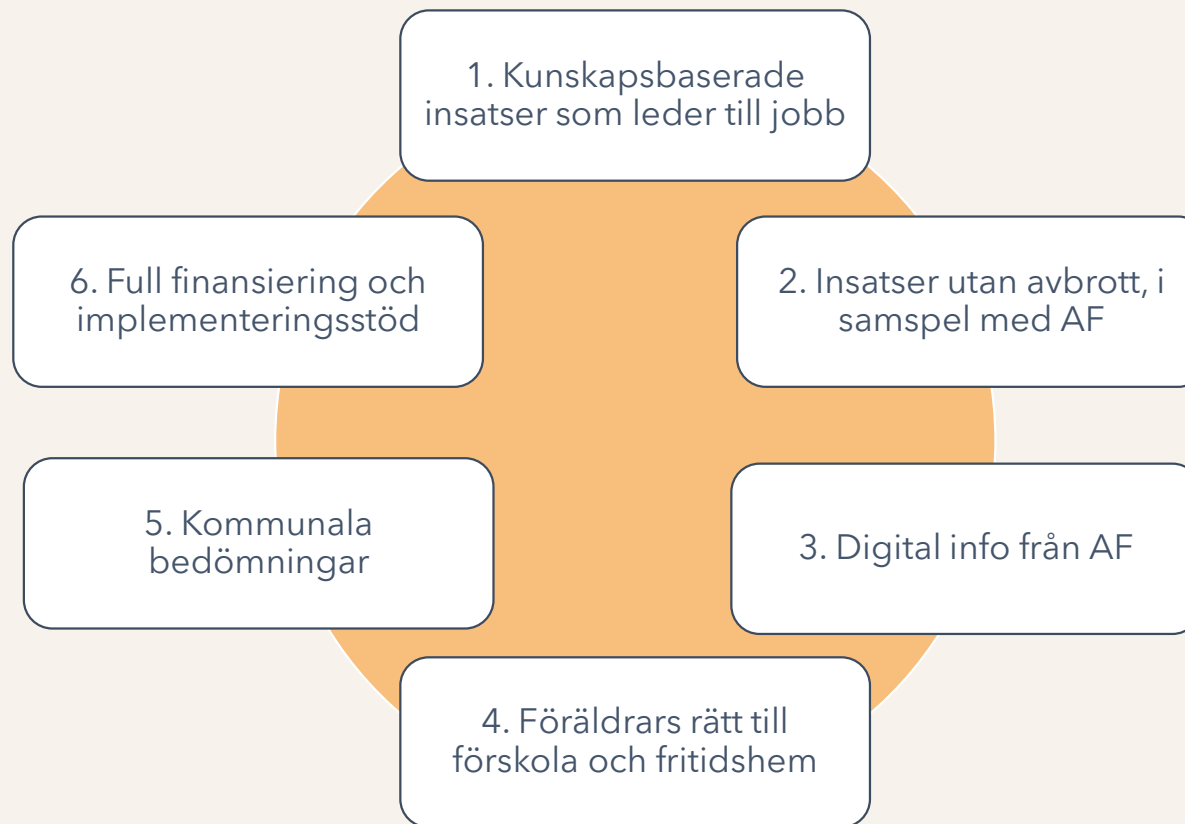 1. Kunskapsbaserade
insatser som leder till jobb
2. Insatser utan avbrott, i
samspel med AF
3. Digital info från AF
4. Föräldrars rätt till
förskola och fritidshem
5. Kommunala
bedömningar
6. Full finansiering och
implementeringsstöd